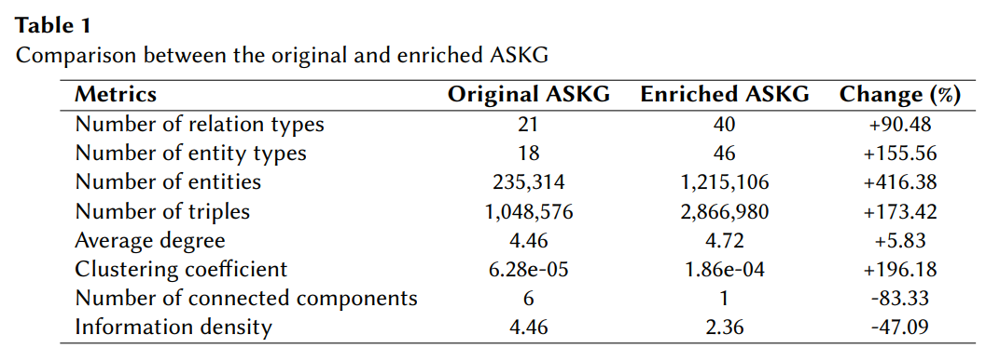 Table 1
Comparison between the original and enriched ASKG
Metrics Original ASKG Enriched ASKG Change (%)
Number of relation types 21 40 +90.48
Number of entity types 18 46 +155.56
Number of entities 235,314 1,215,106 +416.38
Number of triples 1,048,576 2,866,980 +173.42
Average degree 4.46 4.72 +5.83
Clustering coefficient 6.28e-05 1.86e-04 +196.18
Number of connected components 6 1 -83.33
Information density 4.46 2.36 -47.09